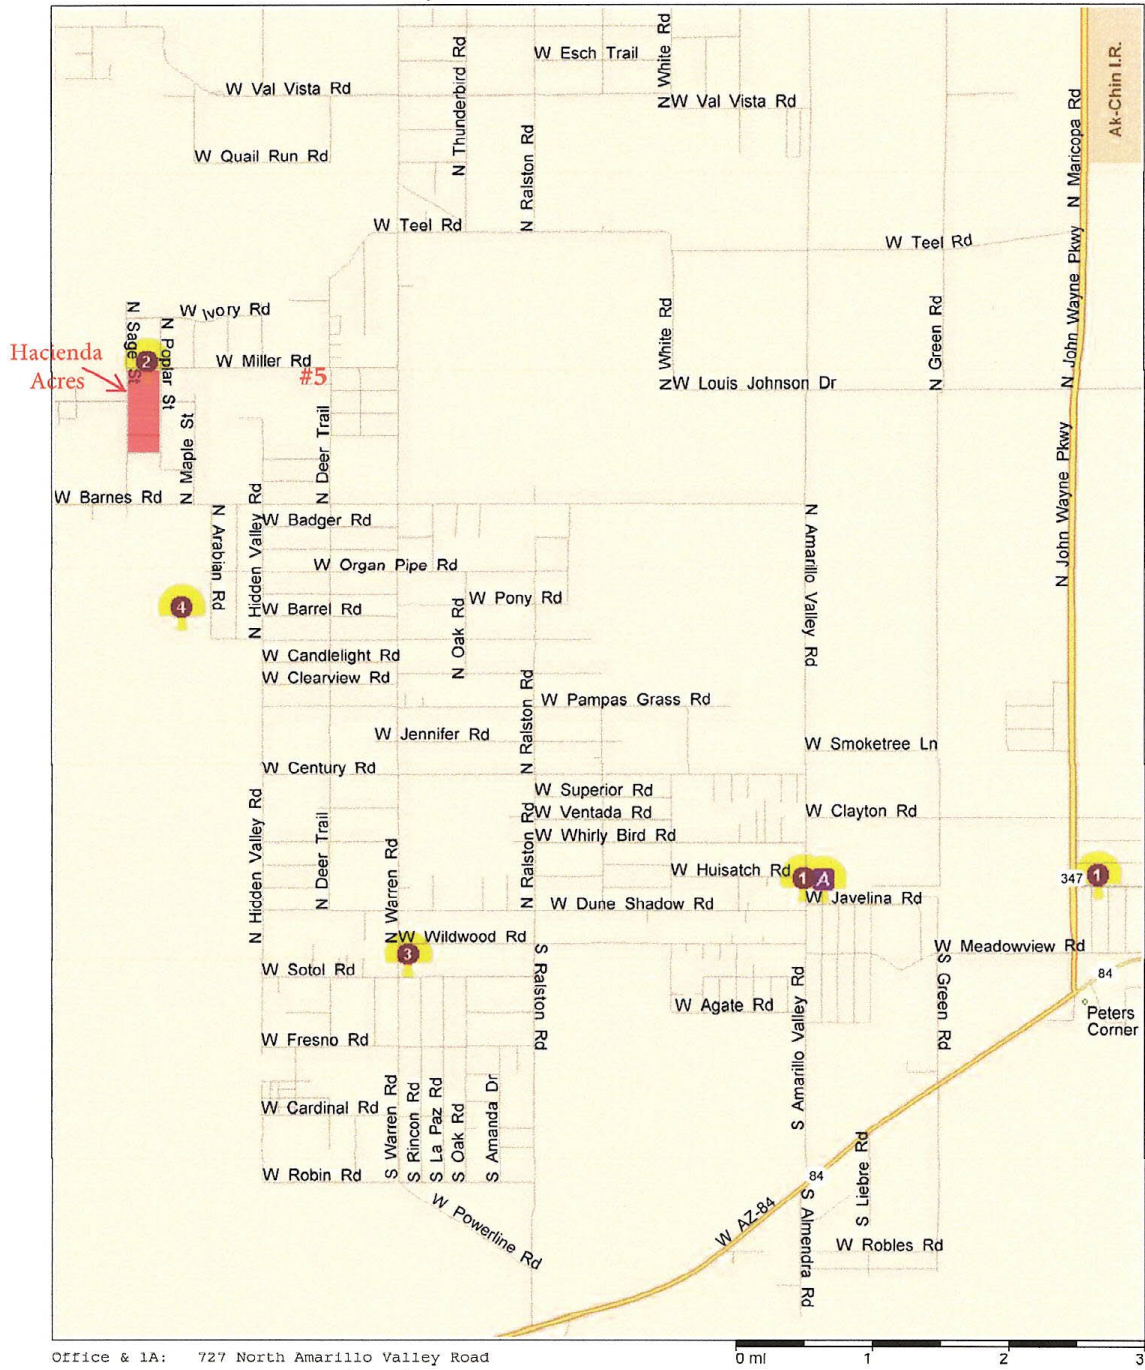 W Esch Trail
N White Rd
Ak-Chin I.R.
N Thunderbird Rd
W Val Vista Rd
W Val Vista Rd
N Maricopa Rd
W Quail Run Rd
N Ralston Rd
W Teel Rd
W Teel Rd
N John Wayne Pkwy
N Sage St
W Ivory Rd
N Poplar St
N White Rd
N Green Rd
Hacienda
Acres
2
W Miller Rd
#5
W Louis Johnson Dr
N Maple St
N Deer Trail
N John Wayne Pkwy
W Barnes Rd
N Arabian Rd
N Hidden Valley Rd
W Badger Rd
N Amarillo Valley Rd
W Organ Pipe Rd
4
W Barrel Rd
N Oak Rd
W Pony Rd
W Candlelight Rd
W Clearview Rd
N Ralston Rd
W Pampas Grass Rd
W Jennifer Rd
W Smoketree Ln
W Century Rd
W Superior Rd
N Hidden Valley Rd
N Deer Trail
N Warren Rd
N Ralston Rd
W Ventada Rd
W Clayton Rd
W Whirly Bird Rd
W Huisatch Rd
1
A
347
1
W Dune Shadow Rd
W Javelina Rd
W Wildwood Rd
3
W Meadowview Rd
W Sotol Rd
S Ralston Rd
S Amarillo Valley Rd
S Green Rd
84
W Agate Rd
Peters
Corner
W Fresno Rd
W Cardinal Rd
S Warren Rd
S Rincon Rd
S La Paz Rd
S Oak Rd
S Amanda Dr
W Robin Rd
84
S Liebre Rd
W Powerline Rd
W AZ-84
S Almendra Rd
W Robles Rd
Office & 1A: 727 North Amarillo Valley Road
0 mi 1 2 3